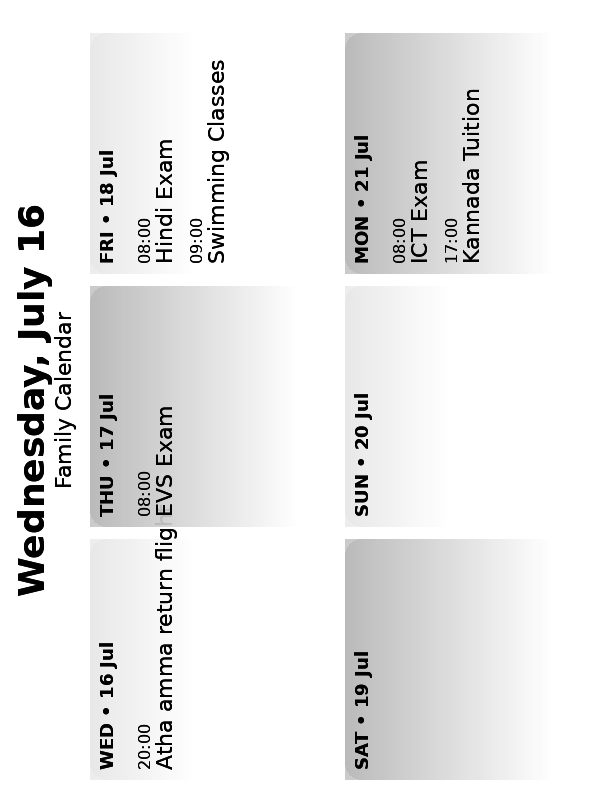 Wednesday, July 16
Family Calendar
WED • 16 Jul
20:00
Atha amma return fligh
THU • 17 Jul
08:00
EVS Exam
FRI • 18 Jul
08:00
Hindi Exam
09:00
Swimming Classes
SAT • 19 Jul
SUN • 20 Jul
MON • 21 Jul
08:00
ICT Exam
17:00
Kannada Tuition